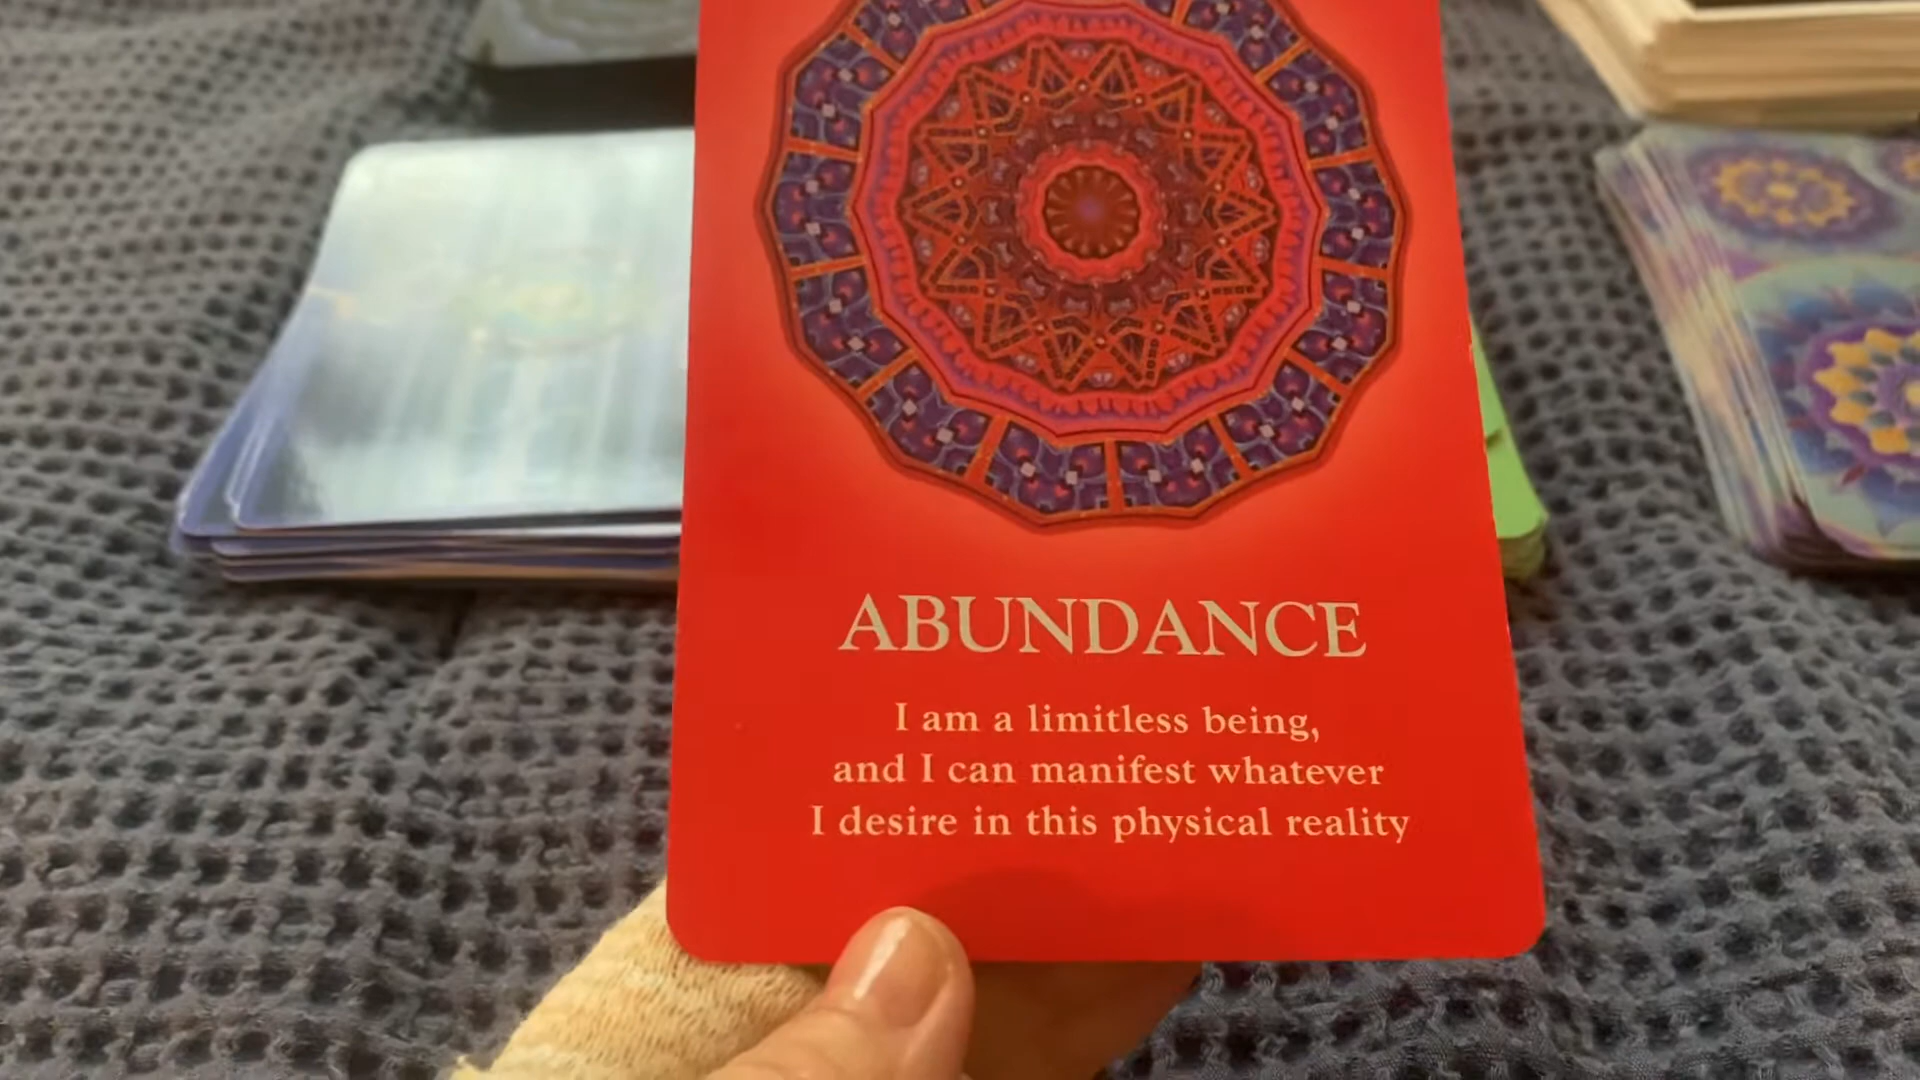 ABUNDANCE
I am a limitless being,
and I can manifest whatever
I desire in this physical reality